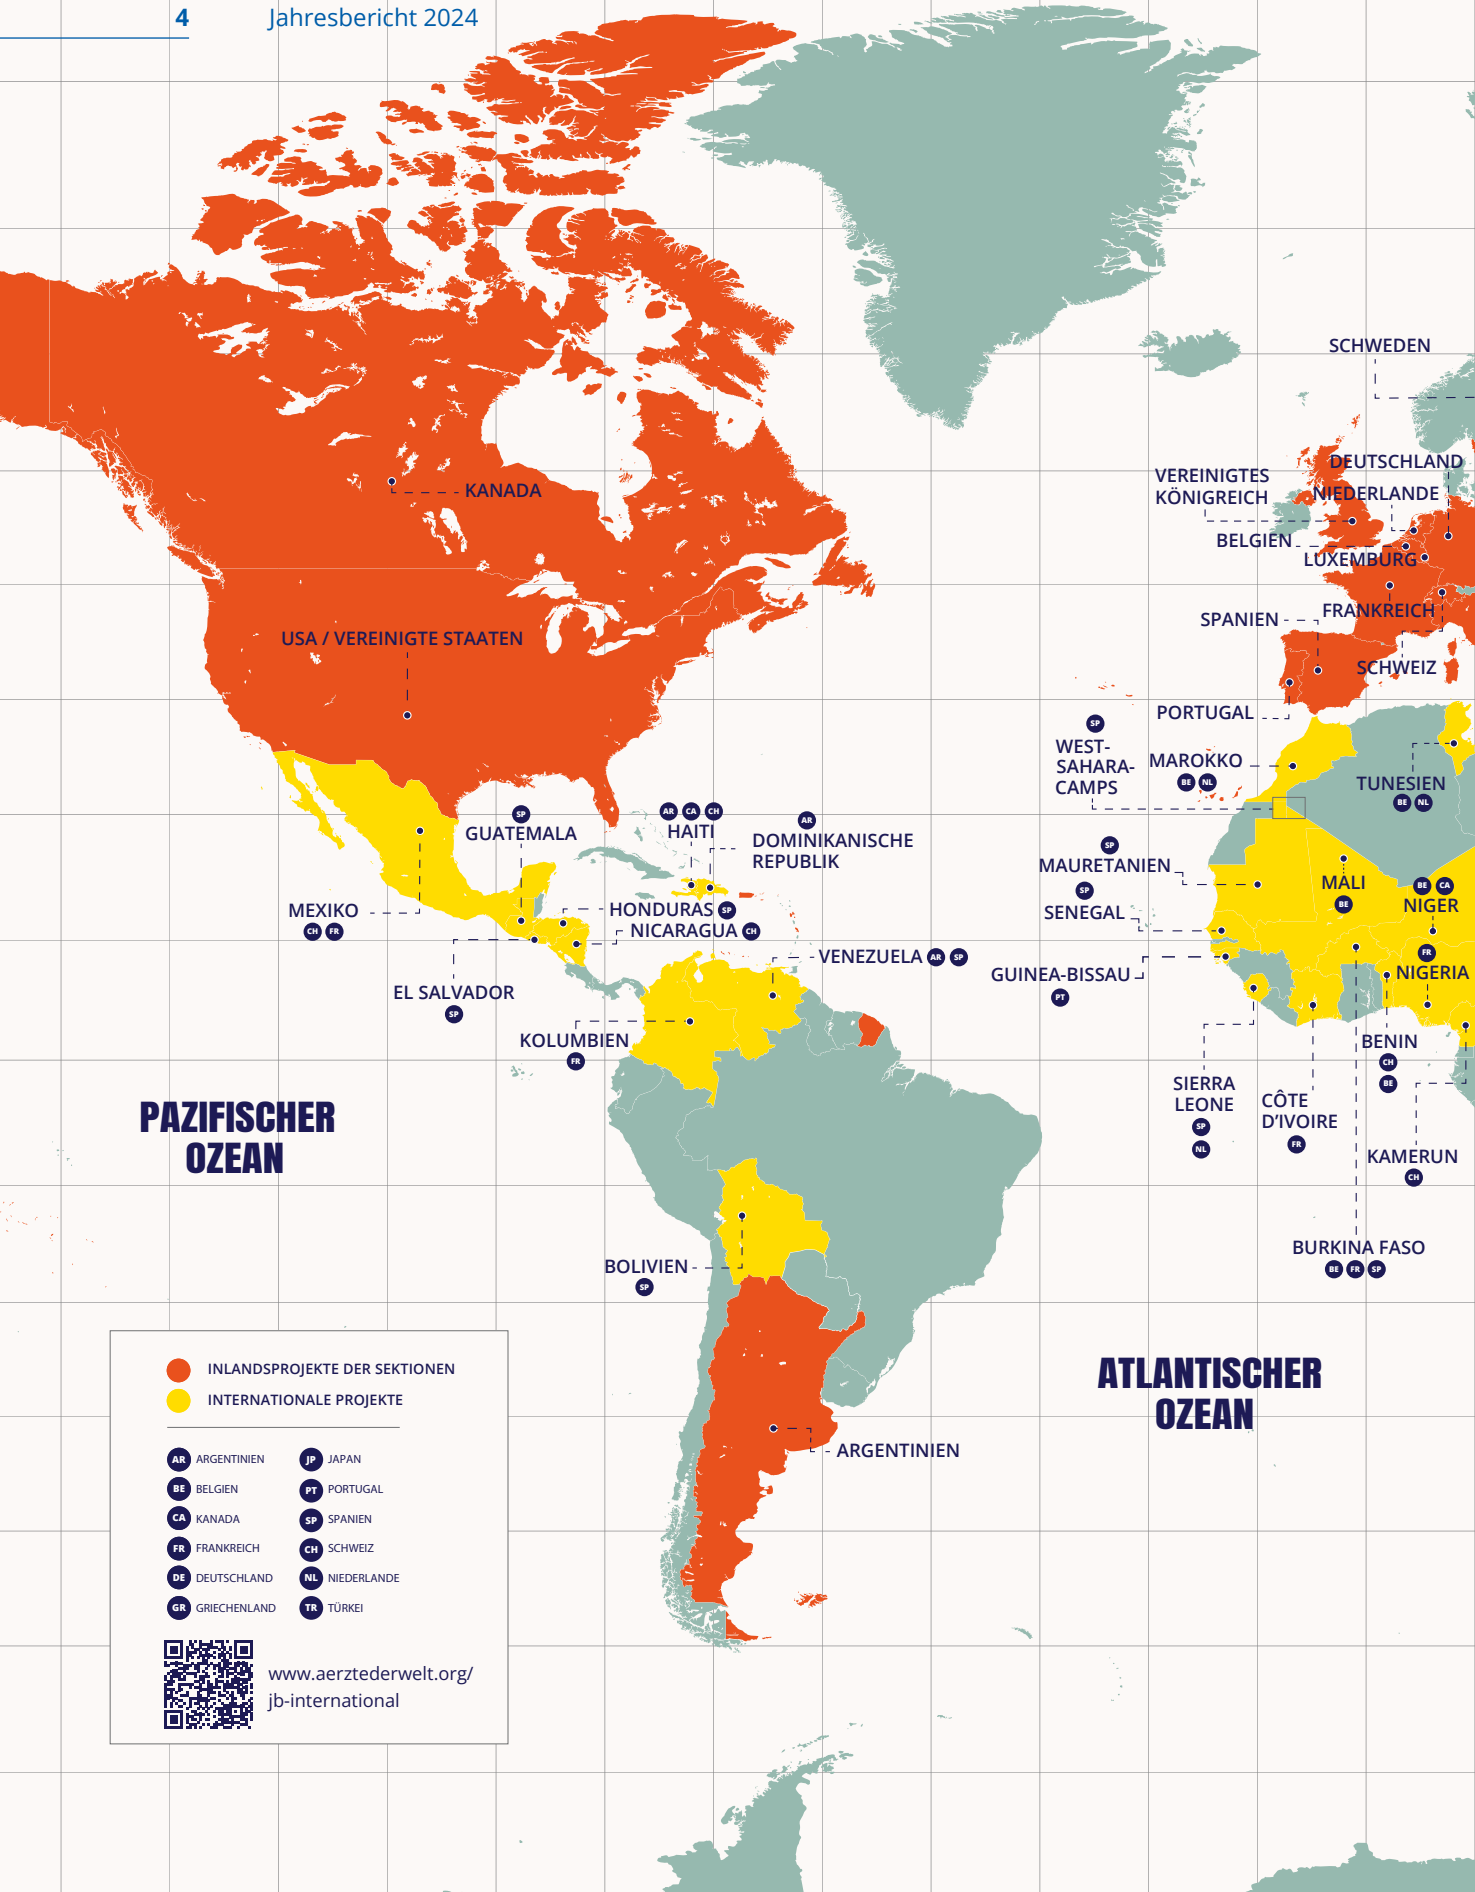 4
Jahresbericht 2024
SCHWEDEN
DEUTSCHLAND
VEREINIGTES
KÖNIGREICH
NIEDERLANDE
KANADA
BELGIEN
LUXEMBURG
FRANKREICH
SPANIEN
USA / VEREINIGTE STAATEN
SCHWEIZ
PORTUGAL
SP
WEST-
SAHARA-
CAMPS
MAROKKO
BE NL
TUNESIEN
BE NL
SP
GUATEMALA
AR CA CH
HAITI
AR
DOMINIKANISCHE
REPUBLIK
SP
MAURETANIEN
SP
SENEGAL
MALI
BE
BE CA
NIGER
MEXIKO
CH FR
HONDURAS SP
NICARAGUA CH
VENEZUELA AR SP
FR
NIGERIA
GUINEA-BISSAU
PT
EL SALVADOR
SP
KOLUMBIEN
FR
BENIN
CH
BE
SIERRA
LEONE
SP
NL
CÔTE
D’IVOIRE
FR
PAZIFISCHER
OZEAN
KAMERUN
CH
BURKINA FASO
BE FR SP
BOLIVIEN
SP
ATLANTISCHER
OZEAN
ARGENTINIEN
INLANDSPROJEKTE DER SEKTIONEN
INTERNATIONALE PROJEKTE
AR ARGENTINIEN
BE BELGIEN
CA KANADA
FR FRANKREICH
DE DEUTSCHLAND
GR GRIECHENLAND
JP JAPAN
PT PORTUGAL
SP SPANIEN
CH SCHWEIZ
NL NIEDERLANDE
TR TÜRKEI
www.aerztederwelt.org/
jb-international